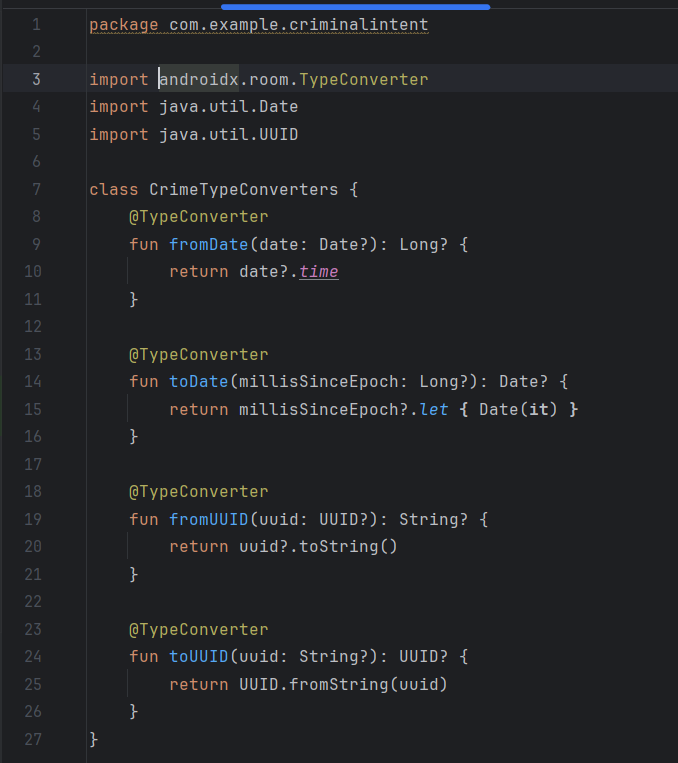 1 package com.example.criminalintent
2
3 import androidx.room.TypeConverter
4 import java.util.Date
5 import java.util.UUID
6
7 class CrimeTypeConverters {
8     @TypeConverter
9     fun fromDate(date: Date?): Long? {
10         return date?.time
11     }
12
13     @TypeConverter
14     fun toDate(millisSinceEpoch: Long?): Date? {
15         return millisSinceEpoch?.let { Date(it) }
16     }
17
18     @TypeConverter
19     fun fromUUID(uuid: UUID?): String? {
20         return uuid?.toString()
21     }
22
23     @TypeConverter
24     fun toUUID(uuid: String?): UUID? {
25         return UUID.fromString(uuid)
26     }
27 }